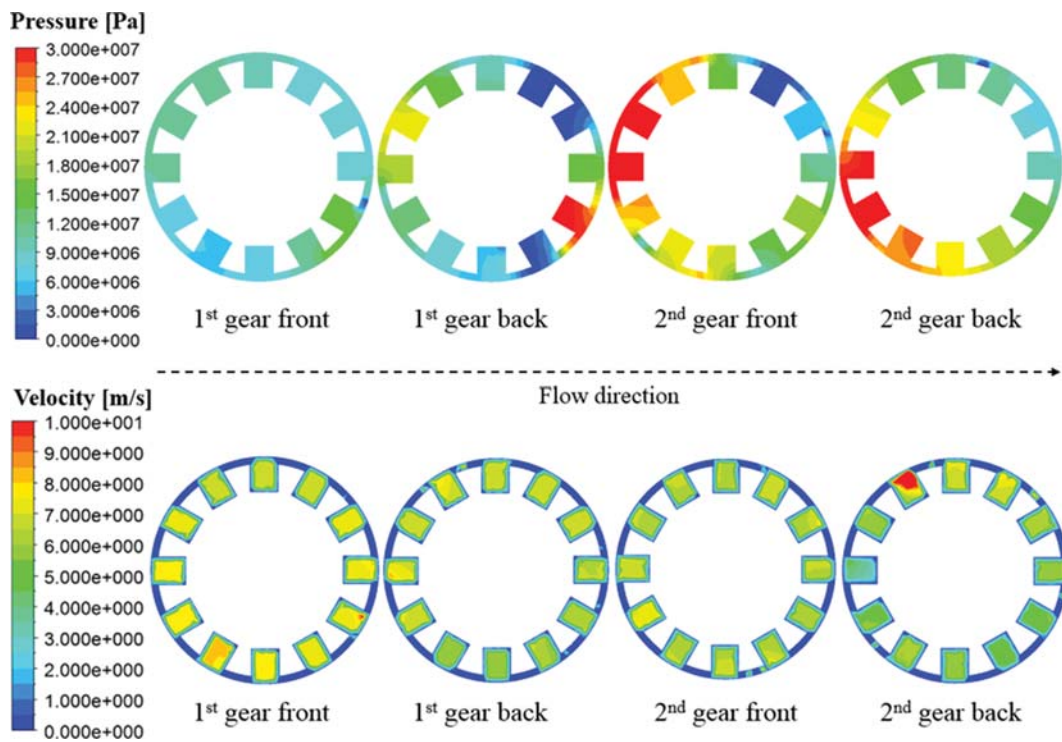 Pressure [Pa]
3.000e+007
2.700e+007
2.400e+007
2.100e+007
1.800e+007
1.500e+007
1.200e+007
9.000e+006
6.000e+006
3.000e+006
0.000e+000
1st gear front
1st gear back
2nd gear front
2nd gear back
Flow direction
Velocity [m/s]
1.000e+001
9.000e+000
8.000e+000
7.000e+000
6.000e+000
5.000e+000
4.000e+000
3.000e+000
2.000e+000
1.000e+000
0.000e+000
1st gear front
1st gear back
2nd gear front
2nd gear back